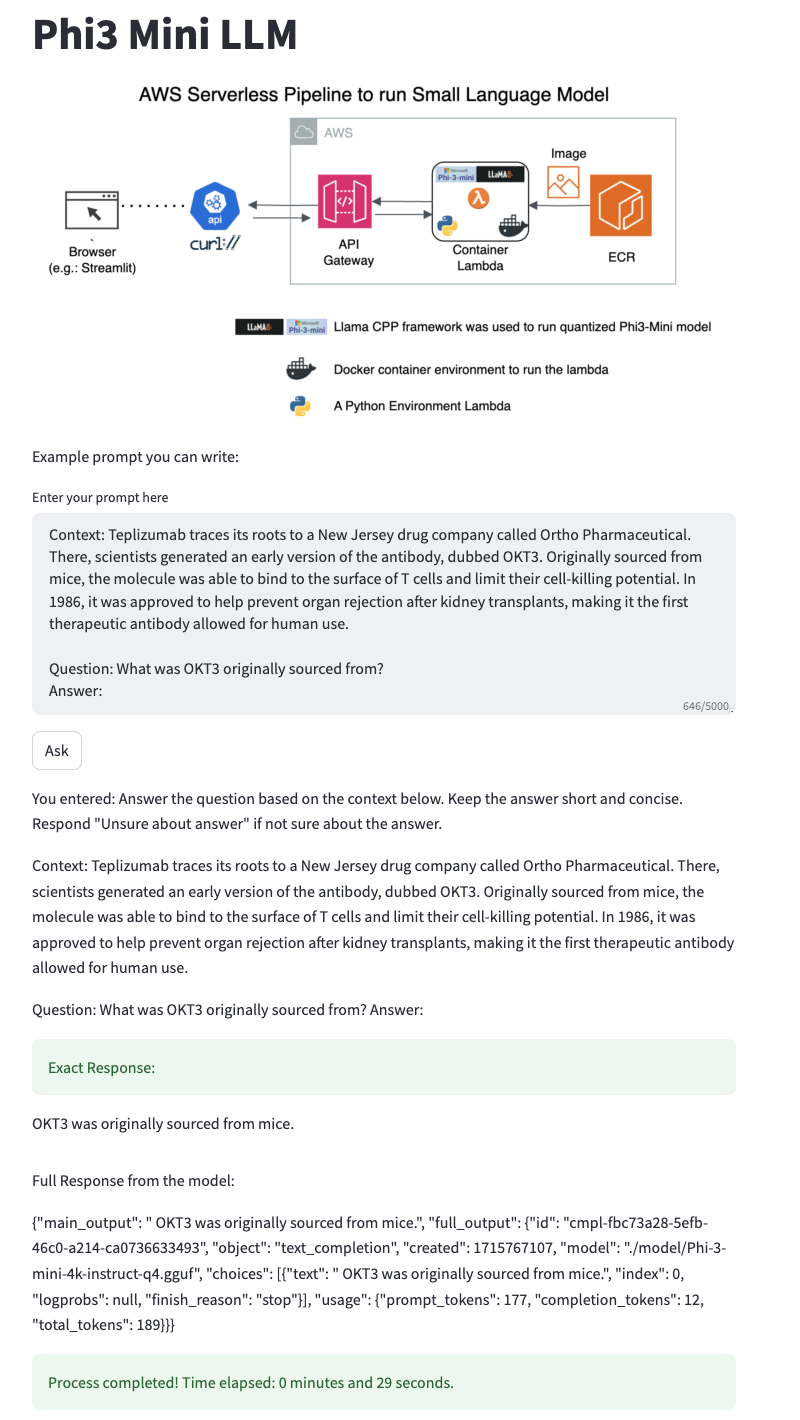 Phi3 Mini LLM
AWS Serverless Pipeline to run Small Language Model
AWS
Image
Microsoft
Phi-3-mini
LLaMA
api
curl://
Browser
(e.g.: Streamlit)
API
Gateway
Container
Lambda
ECR
LLaMA
Microsoft
Phi-3-mini
Llama CPP framework was used to run quantized Phi3-Mini model
Docker container environment to run the lambda
A Python Environment Lambda
Example prompt you can write:
Enter your prompt here
Context: Teplizumab traces its roots to a New Jersey drug company called Ortho Pharmaceutical.
There, scientists generated an early version of the antibody, dubbed OKT3. Originally sourced from
mice, the molecule was able to bind to the surface of T cells and limit their cell-killing potential. In
1986, it was approved to help prevent organ rejection after kidney transplants, making it the first
therapeutic antibody allowed for human use.
Question: What was OKT3 originally sourced from?
Answer:
646/5000
Ask
You entered: Answer the question based on the context below. Keep the answer short and concise.
Respond "Unsure about answer" if not sure about the answer.
Context: Teplizumab traces its roots to a New Jersey drug company called Ortho Pharmaceutical. There,
scientists generated an early version of the antibody, dubbed OKT3. Originally sourced from mice, the
molecule was able to bind to the surface of T cells and limit their cell-killing potential. In 1986, it was
approved to help prevent organ rejection after kidney transplants, making it the first therapeutic antibody
allowed for human use.
Question: What was OKT3 originally sourced from? Answer:
Exact Response:
OKT3 was originally sourced from mice.
Full Response from the model:
{"main_output": " OKT3 was originally sourced from mice.", "full_output": {"id": "cmpl-fbc73a28-5efb-
46c0-a214-ca0736633493", "object": "text_completion", "created": 1715767107, "model": "./model/Phi-3-
mini-4k-instruct-q4.gguf", "choices": [{"text": " OKT3 was originally sourced from mice.", "index": 0,
"logprobs": null, "finish_reason": "stop"}], "usage": {"prompt_tokens": 177, "completion_tokens": 12,
"total_tokens": 189}}}
Process completed! Time elapsed: 0 minutes and 29 seconds.